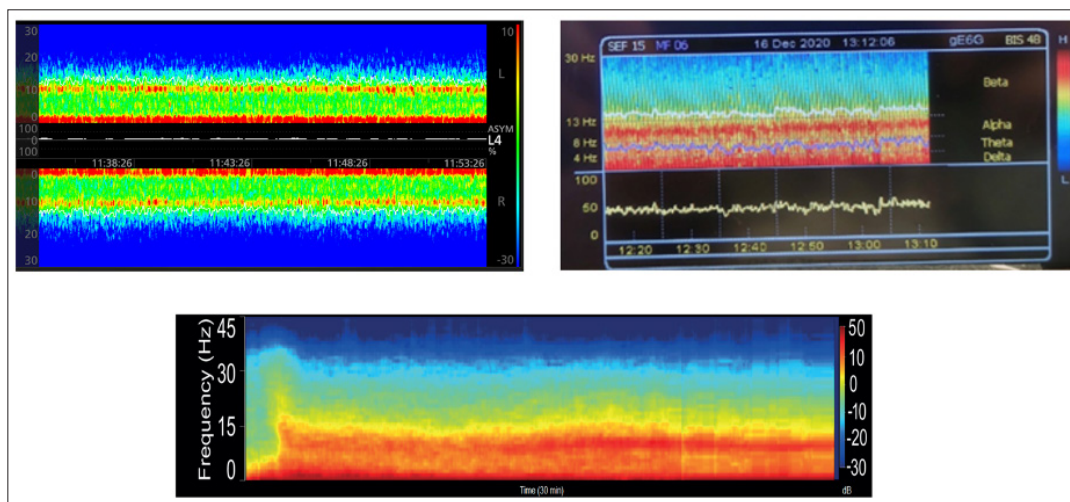 30
20
10
0
100
0
100
11:38:26 11:43:26 11:48:26 11:53:26
0
10
20
30
10
L
ASYM
L4
%
R
-30
SEF 15 MF 06 16 Dec 2020 13:12:06 gE6G BIS 48
30 Hz
13 Hz
8 Hz
4 Hz
Beta
Alpha
Theta
Delta
100
50
0
12:20 12:30 12:40 12:50 13:00 13:10
H
L
Frequency (Hz)
45
30
15
0
50
10
0
-10
-20
-30
Time (30 min)
dB